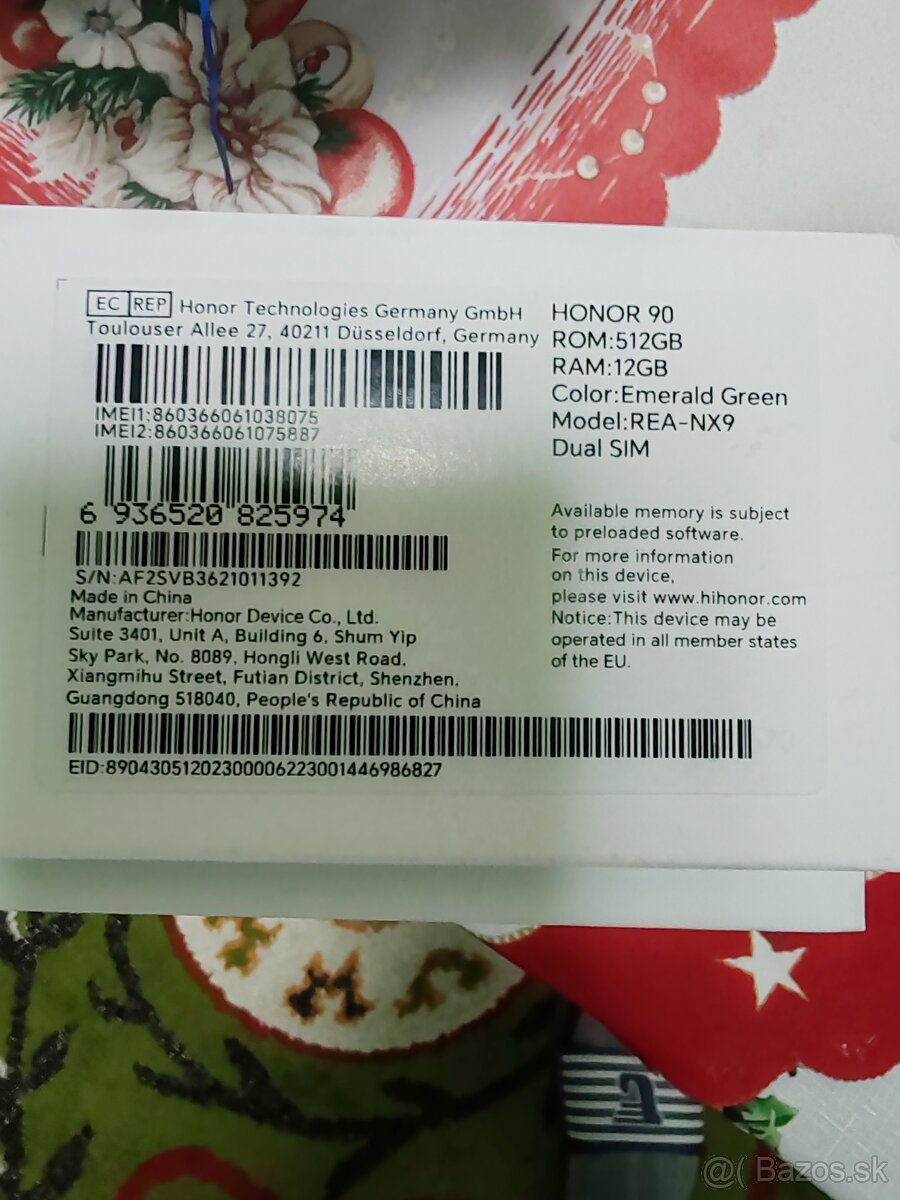 EC REP Honor Technologies Germany GmbH
Toulouser Allee 27, 40211 Düsseldorf, Germany
IMEI1:860366061038075
IMEI2:860366061075887
6 936520 825974
S/N:AF2SVB3621011392
Made in China
Manufacturer:Honor Device Co., Ltd.
Suite 3401, Unit A, Building 6, Shum Yip
Sky Park, No. 8089, Hongli West Road,
Xiangmihu Street, Futian District, Shenzhen,
Guangdong 518040, People's Republic of China
EID:89043051202300006223001446986827
HONOR 90
ROM:512GB
RAM:12GB
Color:Emerald Green
Model:REA-NX9
Dual SIM
Available memory is subject
to preloaded software.
For more information
on this device,
please visit www.hihonor.com
Notice:This device may be
operated in all member states
of the EU.
@( Bazos.sk